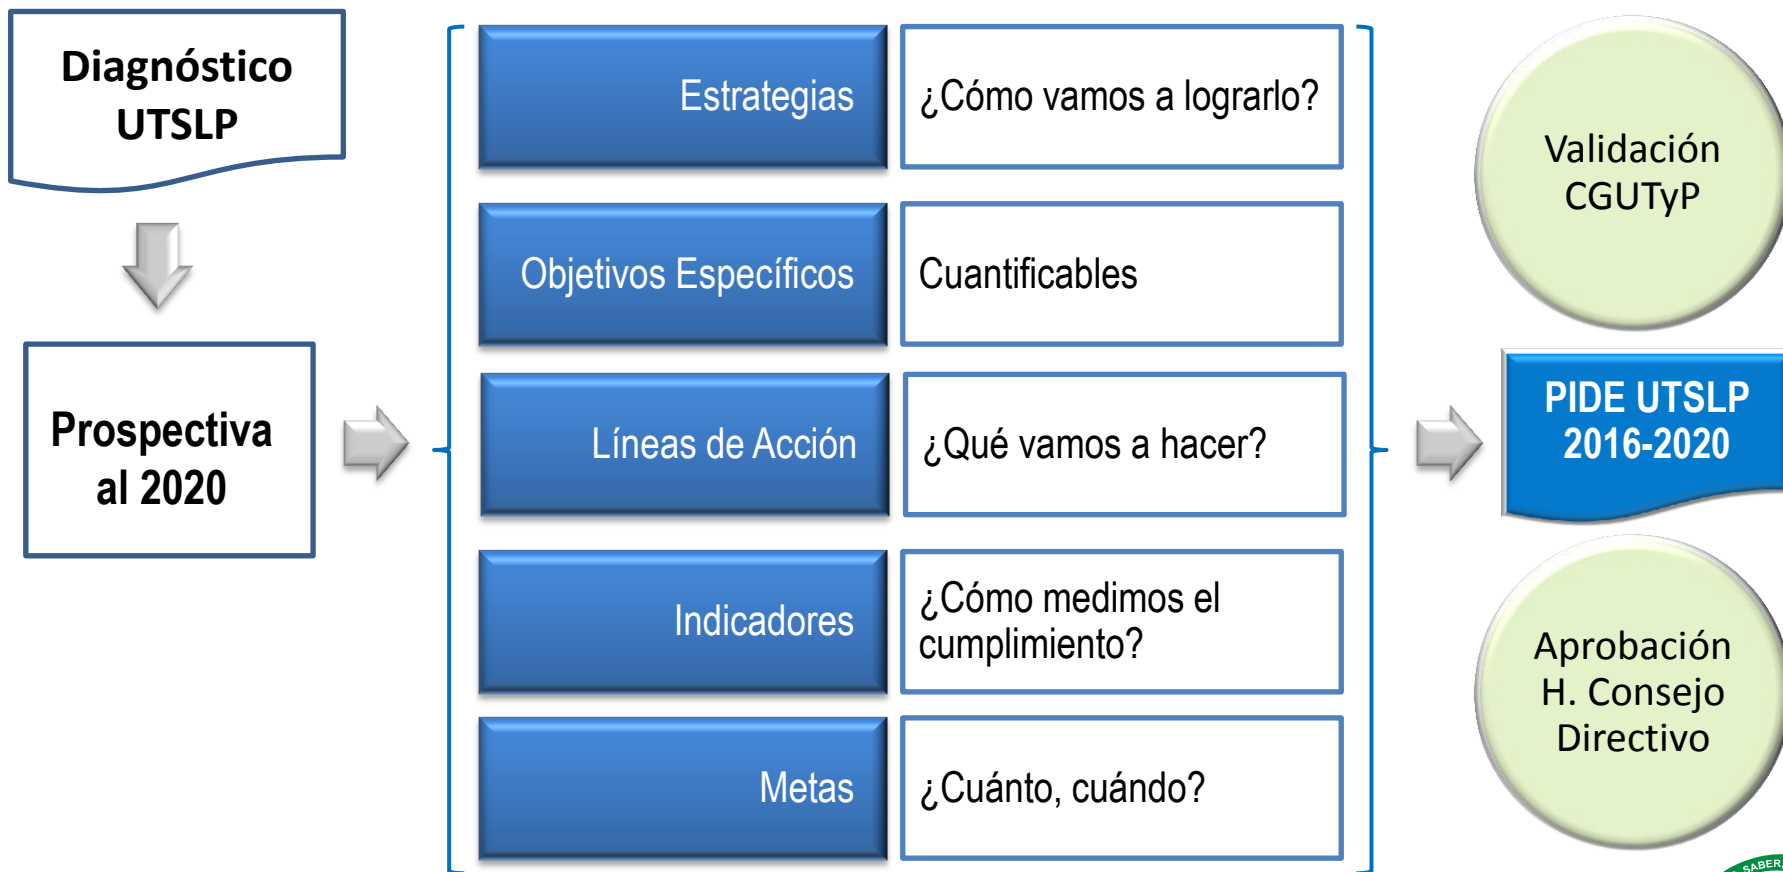 Diagnóstico
UTSLP
Prospectiva
al 2020
Estrategias
¿Cómo vamos a lograrlo?
Objetivos Específicos
Cuantificables
Líneas de Acción
¿Qué vamos a hacer?
Indicadores
¿Cómo medimos el
cumplimiento?
Metas
¿Cuánto, cuándo?
Validación
CGUTyP
PIDE UTSLP
2016-2020
Aprobación
H. Consejo
Directivo
SABER,